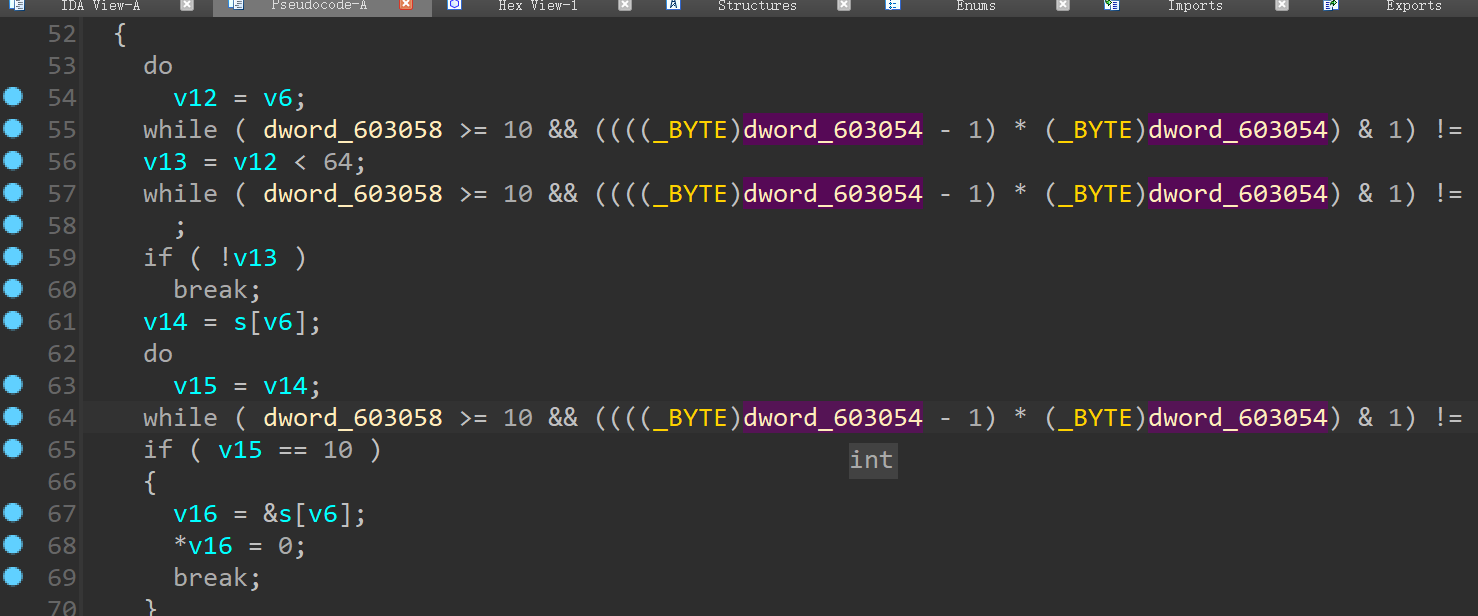 IDA View-A Pseudocode-A Hex View-1 Structures Enums Imports Exports
52 {
53 do
54 v12 = v6;
55 while ( dword_603058 >= 10 && ((((_BYTE)dword_603054 - 1) * (_BYTE)dword_603054) & 1) !=
56 v13 = v12 < 64;
57 while ( dword_603058 >= 10 && ((((_BYTE)dword_603054 - 1) * (_BYTE)dword_603054) & 1) !=
58 ;
59 if ( !v13 )
60 break;
61 v14 = s[v6];
62 do
63 v15 = v14;
64 while ( dword_603058 >= 10 && ((((_BYTE)dword_603054 - 1) * (_BYTE)dword_603054) & 1) !=
65 if ( v15 == 10 )
int
66 {
67 v16 = &s[v6];
68 *v16 = 0;
69 break;
70 }